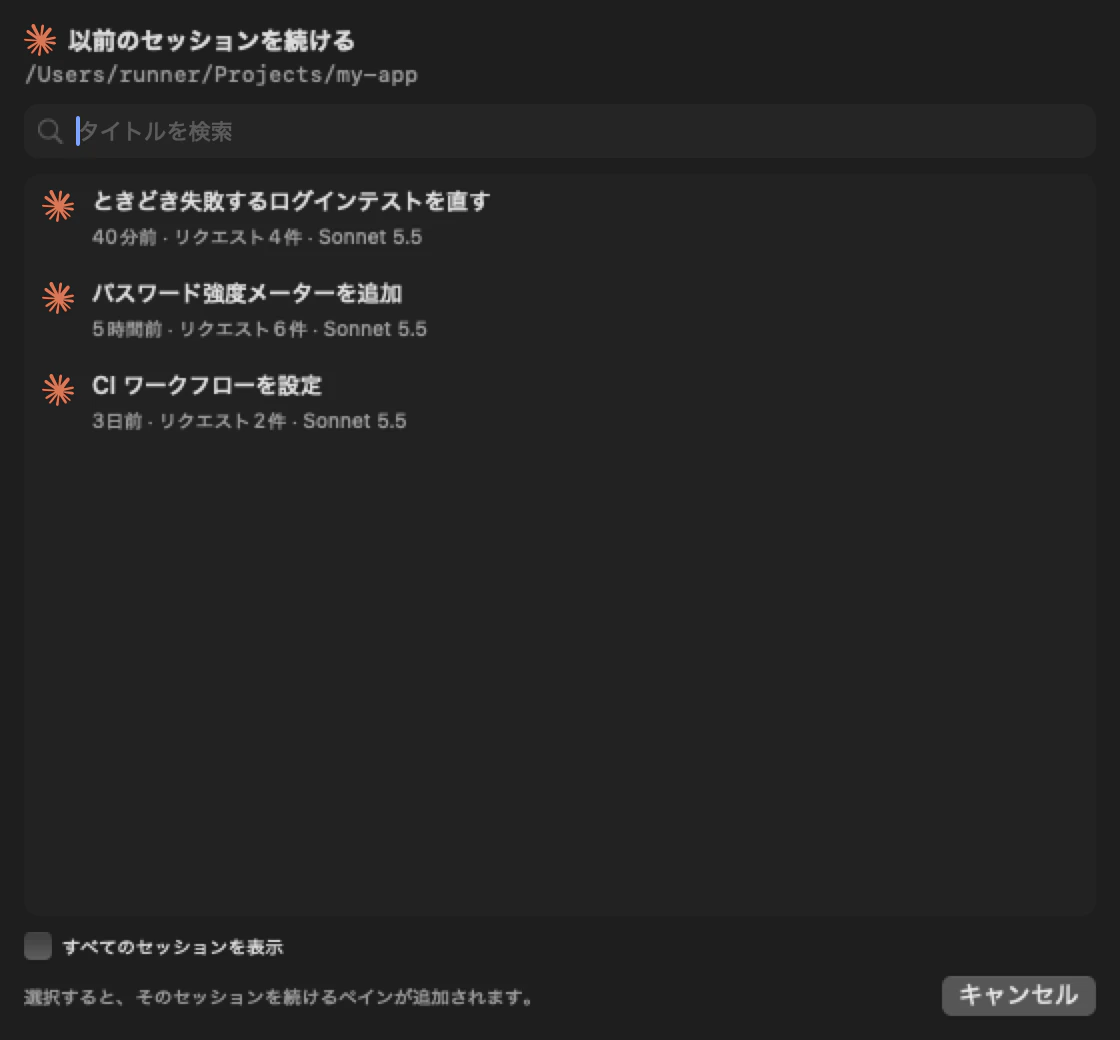 以前のセッションを続ける
/Users/runner/Projects/my-app
タイトルを検索
ときどき失敗するログインテストを直す
40分前 · リクエスト4件 · Sonnet 5.5
パスワード強度メーターを追加
5時間前 · リクエスト6件 · Sonnet 5.5
CI ワークフローを設定
3日前 · リクエスト2件 · Sonnet 5.5
すべてのセッションを表示
選択すると、そのセッションを続けるペインが追加されます。
キャンセル